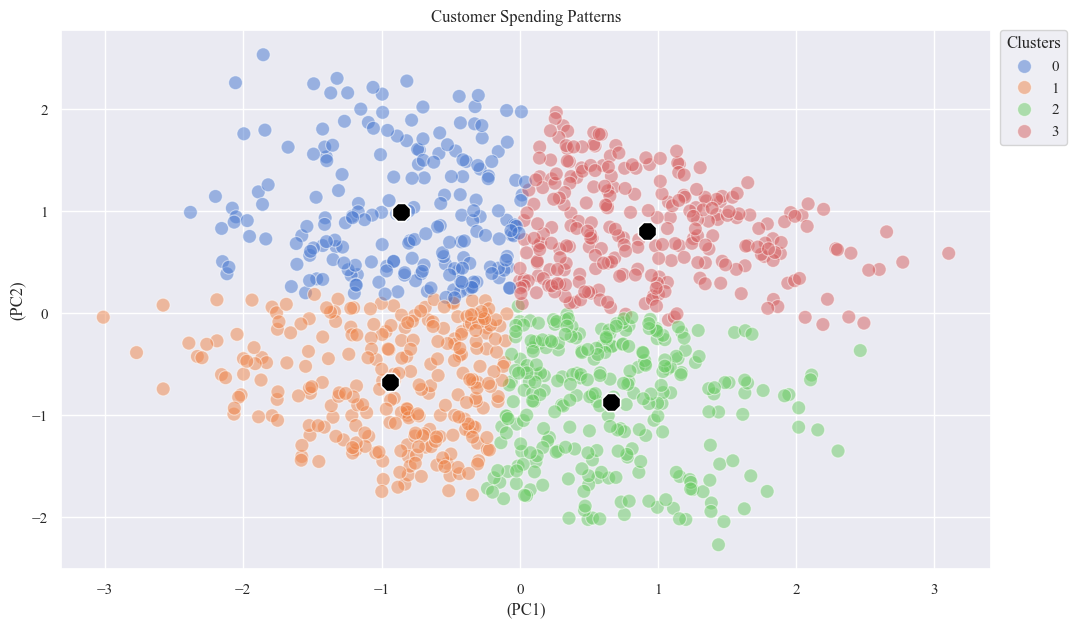 Customer Spending Patterns
Clusters
0
1
2
3
(PC2)
2
1
0
−1
−2
−3 −2 −1 0 1 2 3
(PC1)